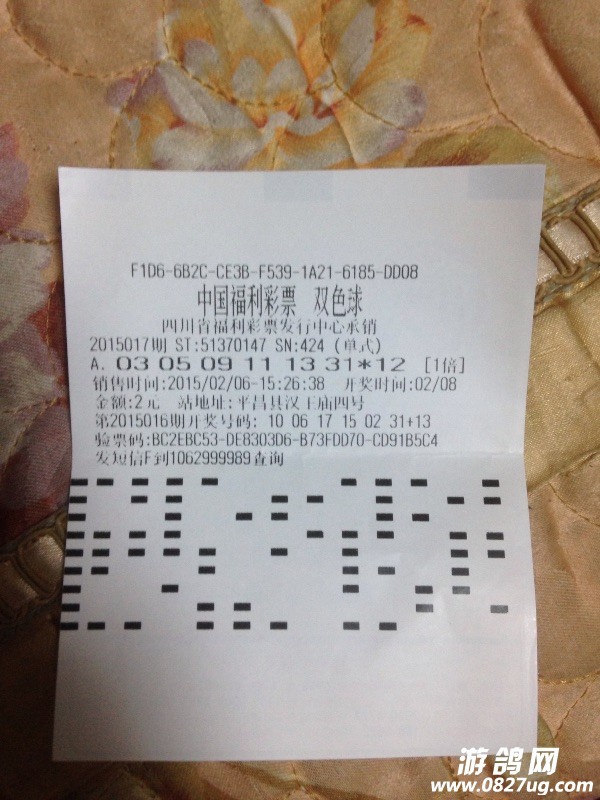 F1D6-6B2C-CE3B-F539-1A21-6185-DD08
中国福利彩票 双色球
四川省福利彩票发行中心承销
2015017期 ST:51370147 SN:424 (单式)
A. 03 05 09 11 13 31*12 [1倍]
销售时间:2015/02/06-15:26:38 开奖时间:02/08
金额:2元 站地址:平昌县汉王庙四号
第2015016期开奖号码: 10 06 17 15 02 31+13
验票码:BC2EBC53-DE8303D6-B73FDD70-CD91B5C4
发短信F到1062999989查询
游鸽网
www.0827ug.com